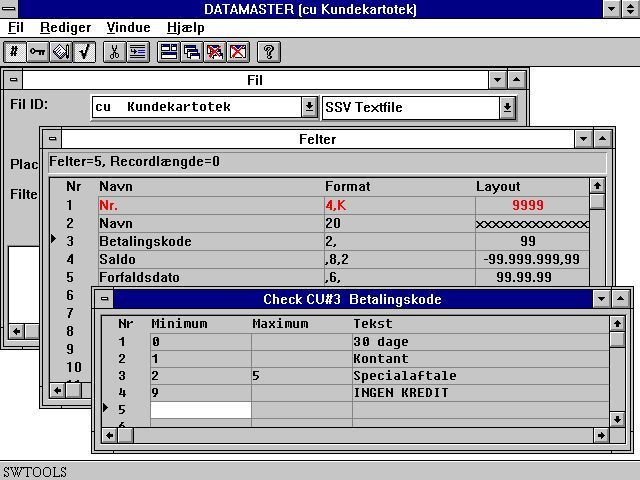 DATAMASTER (cu Kundekartotek)
Fil Rediger Vindue Hjælp
# ?
Fil
Fil ID: cu Kundekartotek SSV Textfile
Felter
Plac
Felter=5, Recordlængde=0
Filte
Nr Navn Format Layout
1 Nr. 4,K 9999
2 Navn 20 xxxxxxxxxxxxxx
3 Betalingskode 2, 99
4 Saldo ,8,2 -99.999.999,99
5 Forfaldsdato ,6, 99.99.99
6
7
8
9
10
Check CU#3 Betalingskode
Nr Minimum Maximum Tekst
1 0 30 dage
2 1 Kontant
3 2 5 Specialaftale
4 9 INGEN KREDIT
5
SWTOOLS